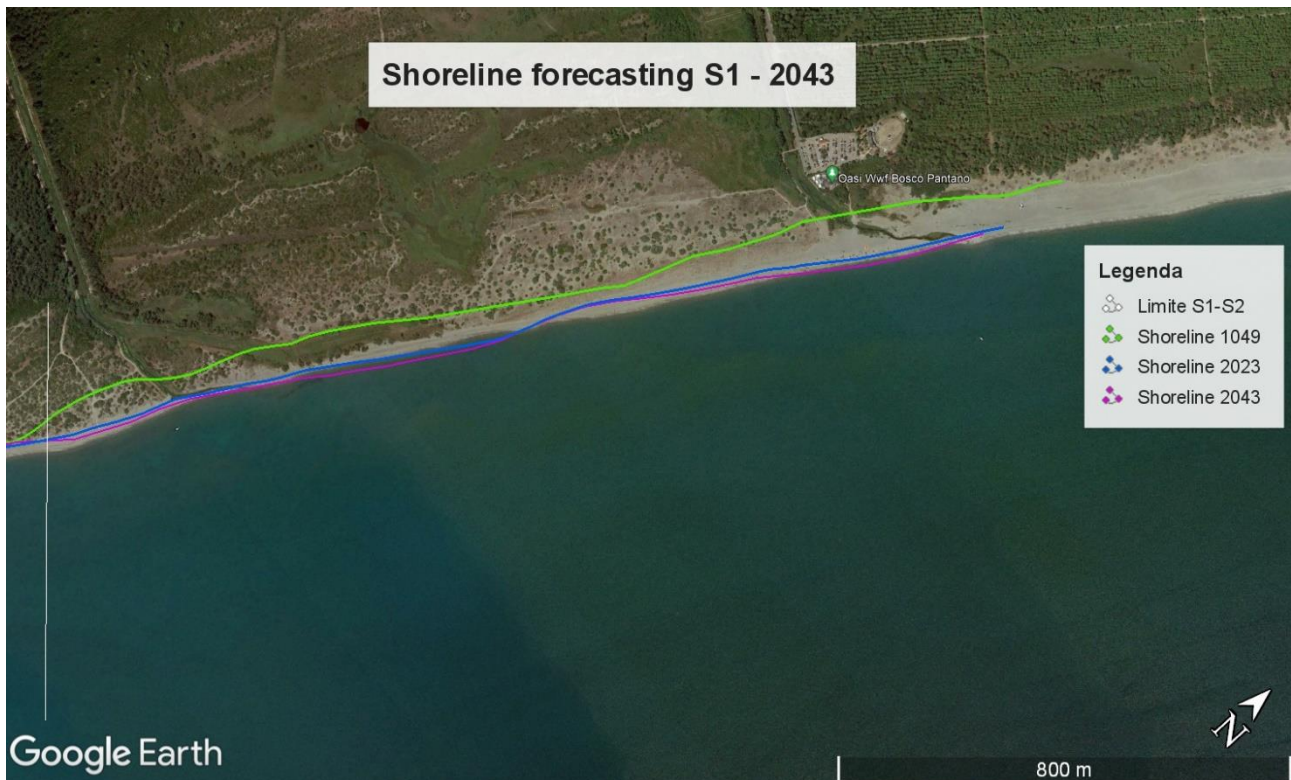 Shoreline forecasting S1 - 2043
Oasi Wwf Bosco Pantano
Legenda
Limite S1-S2
Shoreline 1049
Shoreline 2023
Shoreline 2043
N
Google Earth
800 m